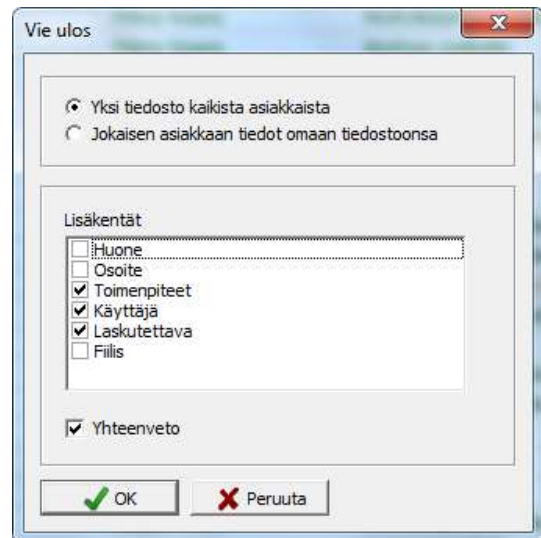 Vie ulos
Yksi tiedosto kaikista asiakkaista
Jokaisen asiakkaan tiedot omaan tiedostoonsa
Lisäkentät
Huone
Osoite
Toimenpiteet
Käyttäjä
Laskutettava
Fiilis
Yhteenveto
OK
Peruuta